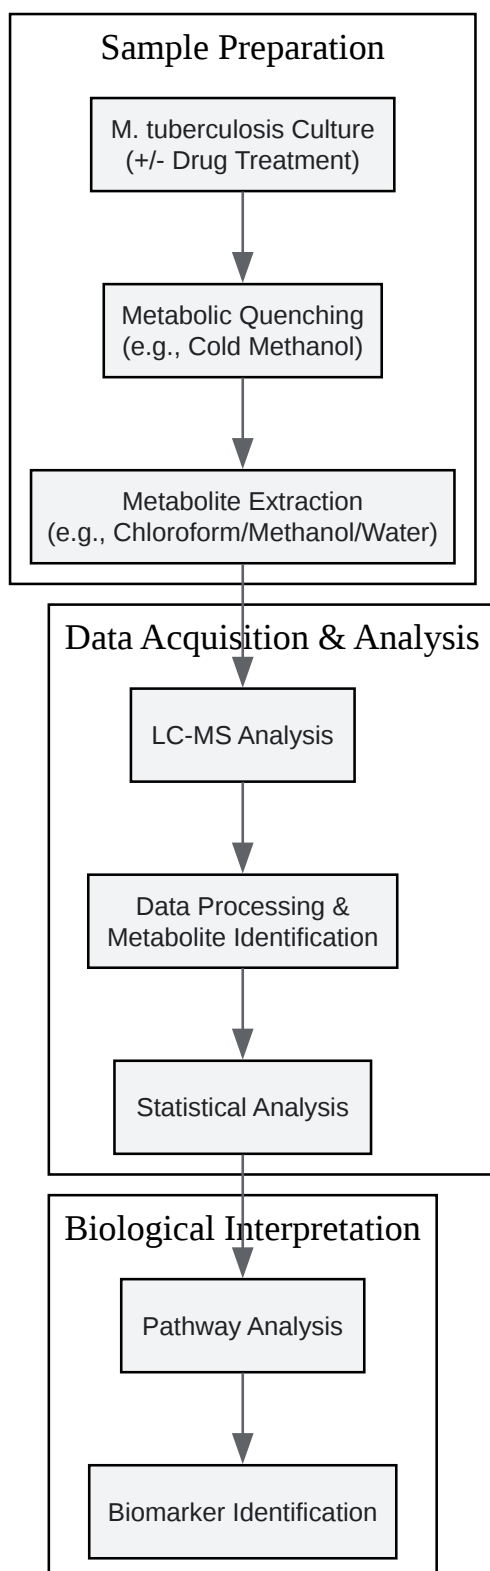 Sample Preparation
M. tuberculosis Culture
(+/- Drug Treatment)
Metabolic Quenching
(e.g., Cold Methanol)
Metabolite Extraction
(e.g., Chloroform/Methanol/Water)
Data Acquisition & Analysis
LC-MS Analysis
Data Processing &
Metabolite Identification
Statistical Analysis
Biological Interpretation
Pathway Analysis
Biomarker Identification